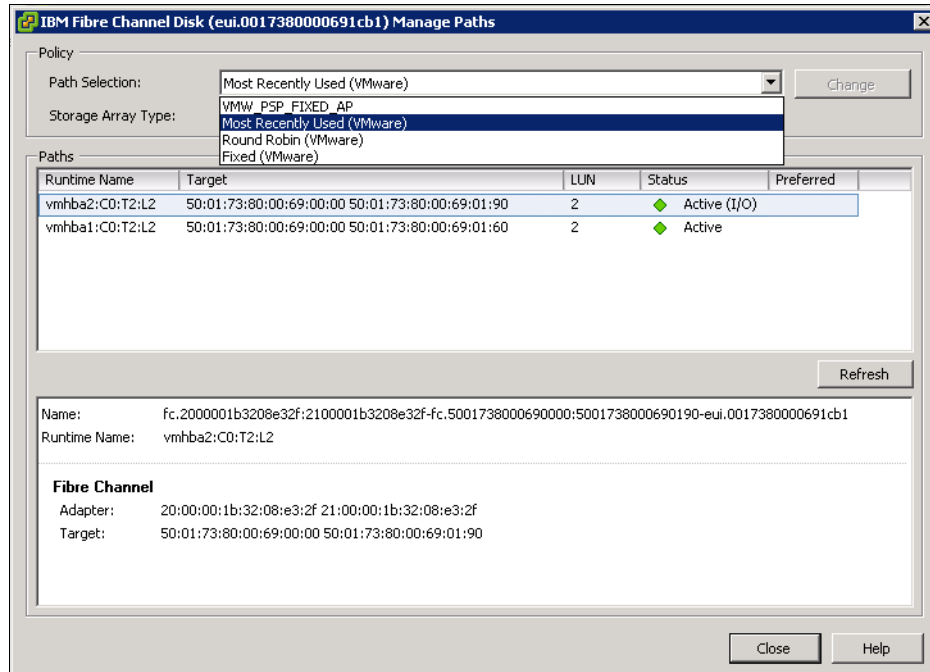 IBM Fibre Channel Disk (eui.0017380000691cb1) Manage Paths
Policy
Path Selection: Most Recently Used (VMware) Change
VMW_PSP_FIXED_AP
Storage Array Type: Most Recently Used (VMware)
Round Robin (VMware)
Fixed (VMware)
Paths
Runtime Name Target LUN Status Preferred
vmhba2:C0:T2:L2 50:01:73:80:00:69:00:00 50:01:73:80:00:69:01:90 2 Active (I/O)
vmhba1:C0:T2:L2 50:01:73:80:00:69:00:00 50:01:73:80:00:69:01:60 2 Active
Refresh
Name: fc.2000001b3208e32f:2100001b3208e32f-fc.5001738000690000:5001738000690190-eui.0017380000691cb1
Runtime Name: vmhba2:C0:T2:L2
Fibre Channel
Adapter: 20:00:00:1b:32:08:e3:2f 21:00:00:1b:32:08:e3:2f
Target: 50:01:73:80:00:69:00:00 50:01:73:80:00:69:01:90
Close Help